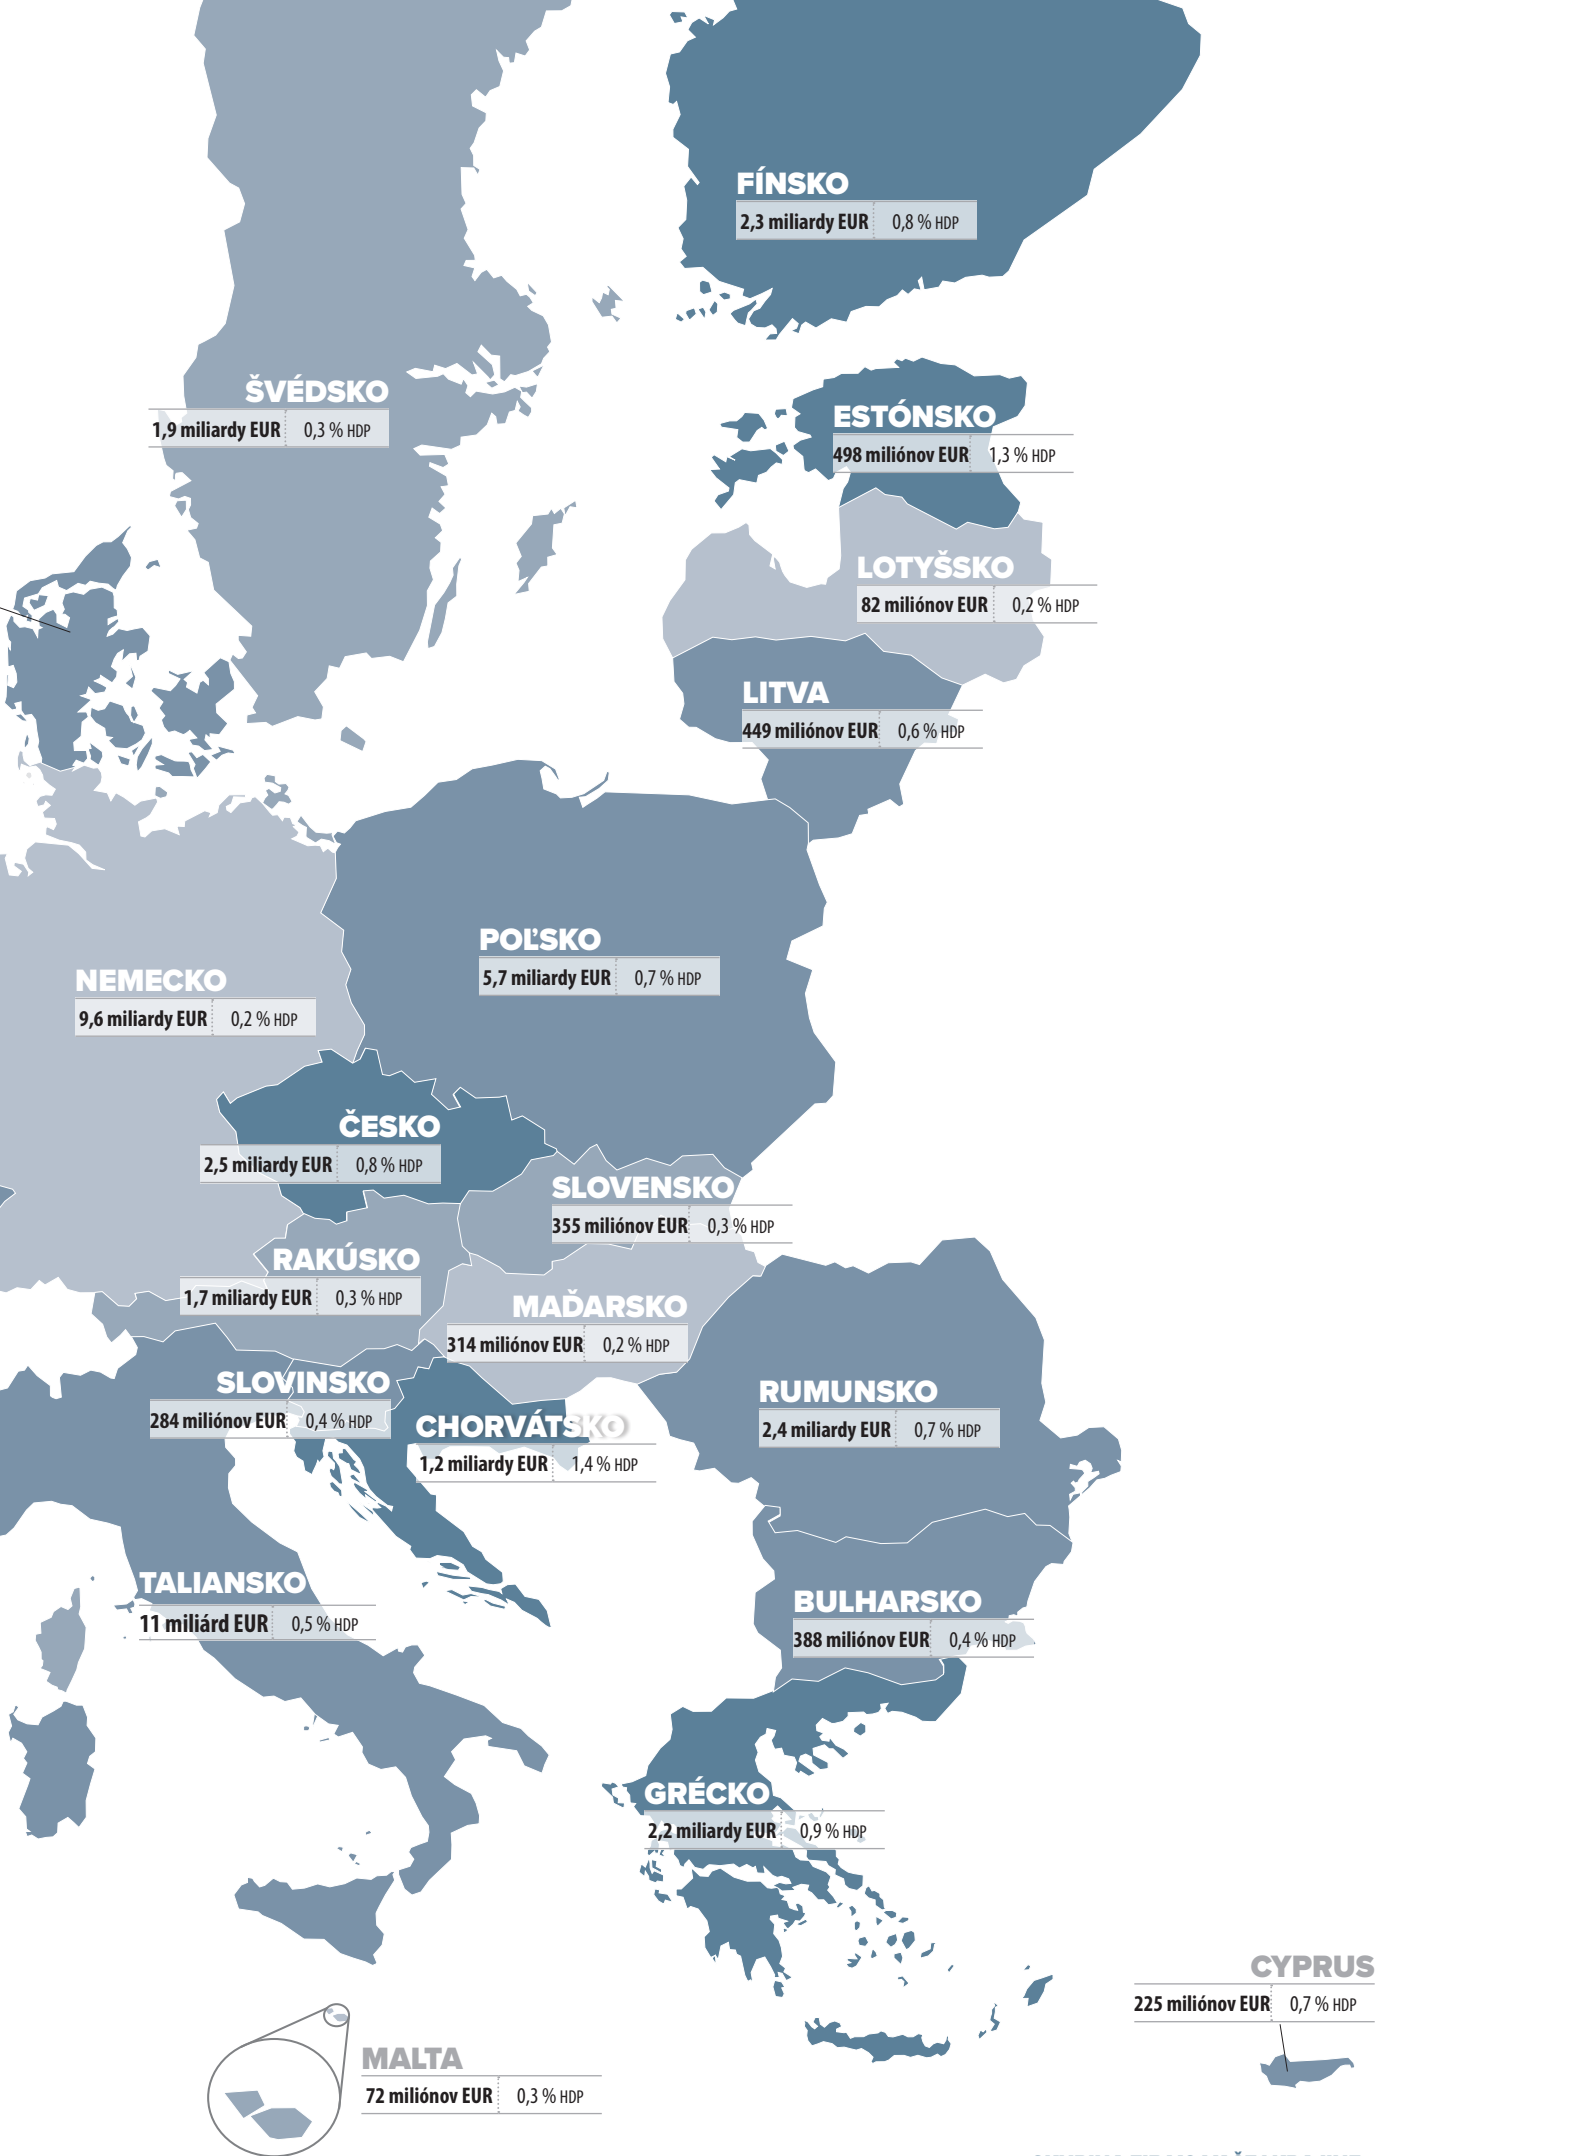 FÍNSKO
2,3 miliardy EUR 0,8 % HDP
ŠVÉDSKO
1,9 miliardy EUR 0,3 % HDP
ESTÓNSKO
498 miliónov EUR 1,3 % HDP
LOTYŠSKO
82 miliónov EUR 0,2 % HDP
LITVA
449 miliónov EUR 0,6 % HDP
POĽSKO
5,7 miliardy EUR 0,7 % HDP
NEMECKO
9,6 miliardy EUR 0,2 % HDP
ČESKO
2,5 miliardy EUR 0,8 % HDP
SLOVENSKO
355 miliónov EUR 0,3 % HDP
RAKÚSKO
1,7 miliardy EUR 0,3 % HDP
MAĎARSKO
314 miliónov EUR 0,2 % HDP
SLOVINSKO
284 miliónov EUR 0,4 % HDP
RUMUNSKO
2,4 miliardy EUR 0,7 % HDP
CHORVÁTSKO
1,2 miliardy EUR 1,4 % HDP
TALIANSKO
11 miliárd EUR 0,5 % HDP
BULHARSKO
388 miliónov EUR 0,4 % HDP
GRÉCKO
2,2 miliardy EUR 0,9 % HDP
CYPRUS
225 miliónov EUR 0,7 % HDP
MALTA
72 miliónov EUR 0,3 % HDP